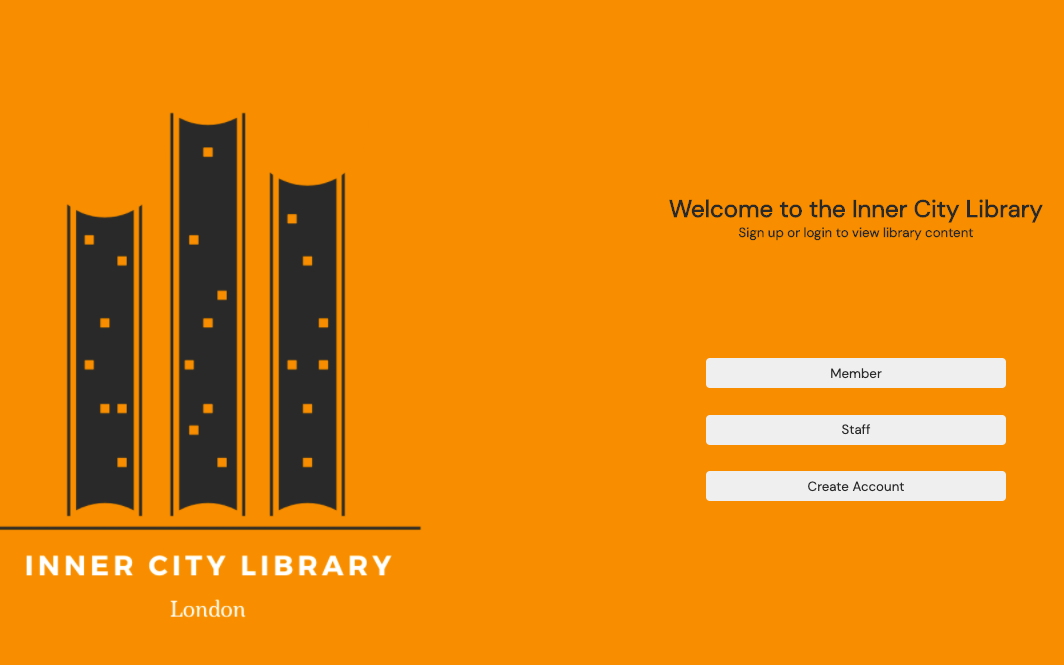 Welcome to the Inner City Library
Sign up or login to view library content
Member
Staff
Create Account
INNER CITY LIBRARY
London